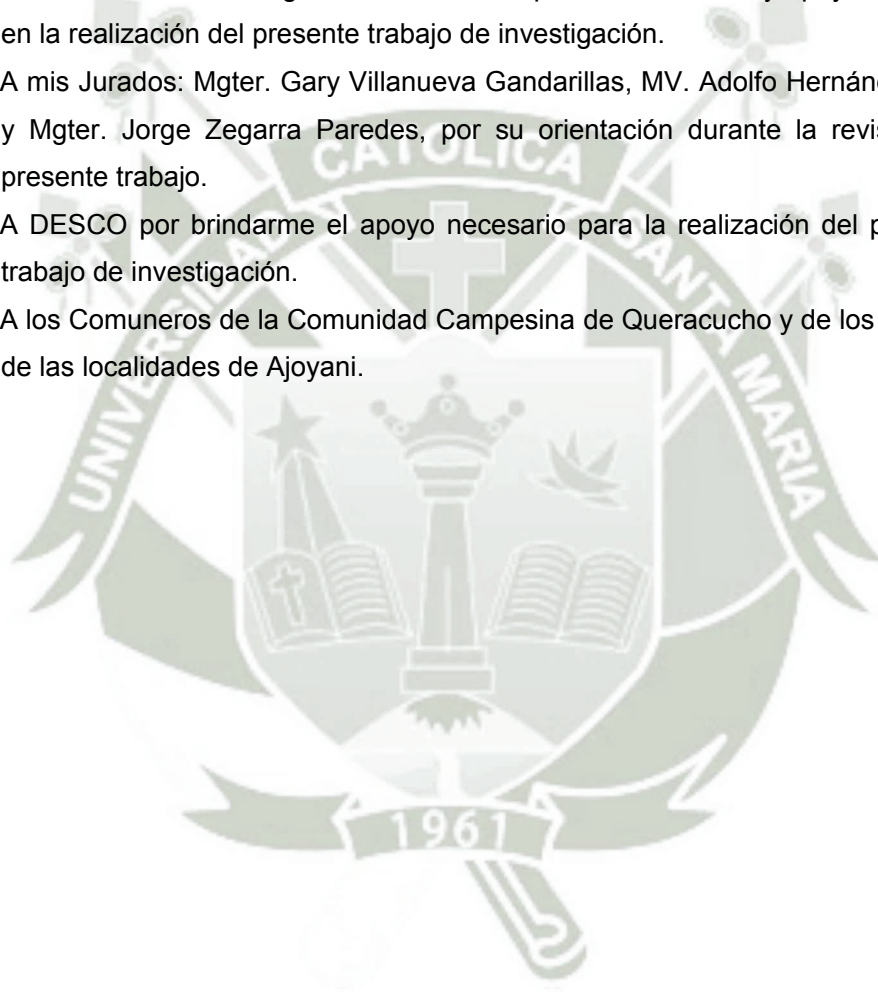 en la realización del presente trabajo de investigación.
A mis Jurados: Mgter. Gary Villanueva Gandarillas, MV. Adolfo
y Mgter. Jorge Zegarra Paredes, por su orientación durante la
presente trabajo.
A DESCO por brindarme el apoyo necesario para la realización del
trabajo de investigación.
A los Comuneros de la Comunidad Campesina de Queracucho y de los
de las localidades de Ajoyani.
UNIVERSIDAD CATOLICA SANTA MARIA
1961